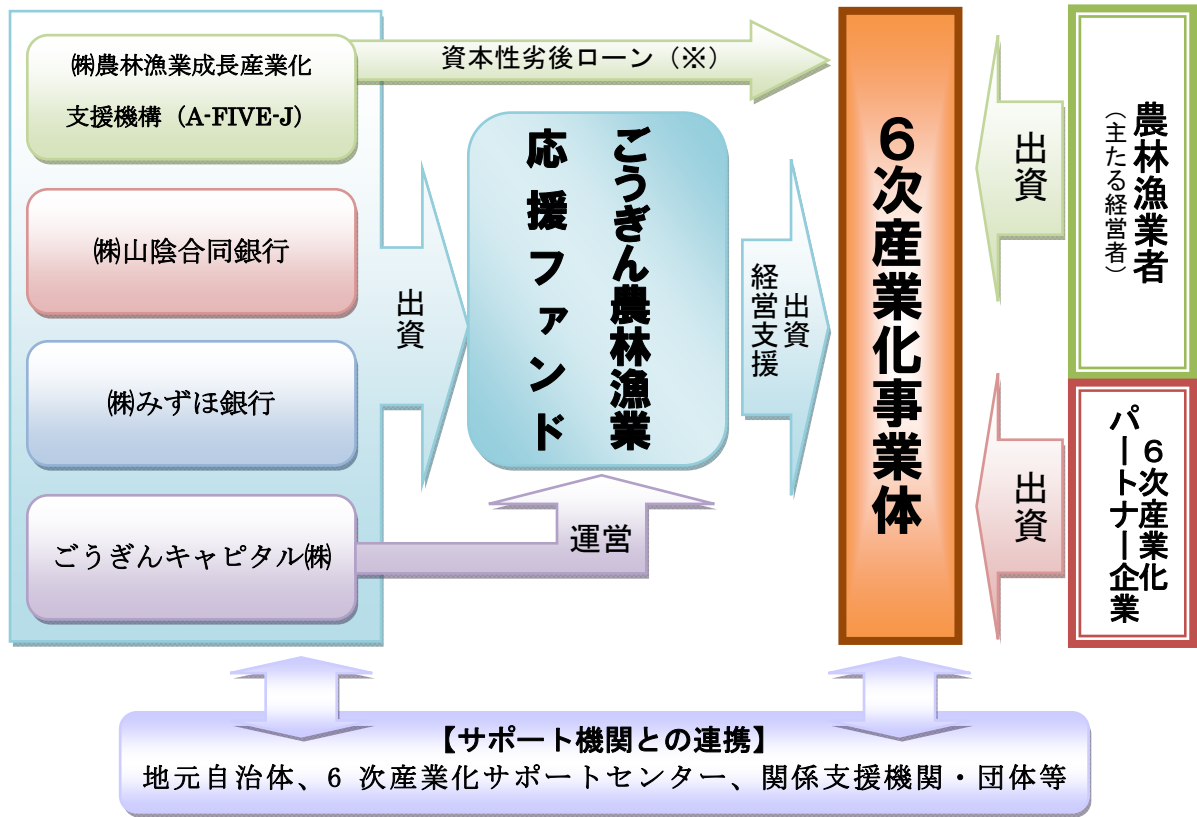 ㈱農林漁業成長産業化
支援機構（A-FIVE-J）
㈱山陰合同銀行
㈱みずほ銀行
ごうぎんキャピタル㈱
資本性劣後ローン（※）
出資
ごうぎん農林漁業
応援ファンド
運営
出資
経営支援
６次産業化事業体
出資
農林漁業者
（主たる経営者）
出資
６次産業化
パートナー企業
【サポート機関との連携】
地元自治体、6 次産業化サポートセンター、関係支援機関・団体等